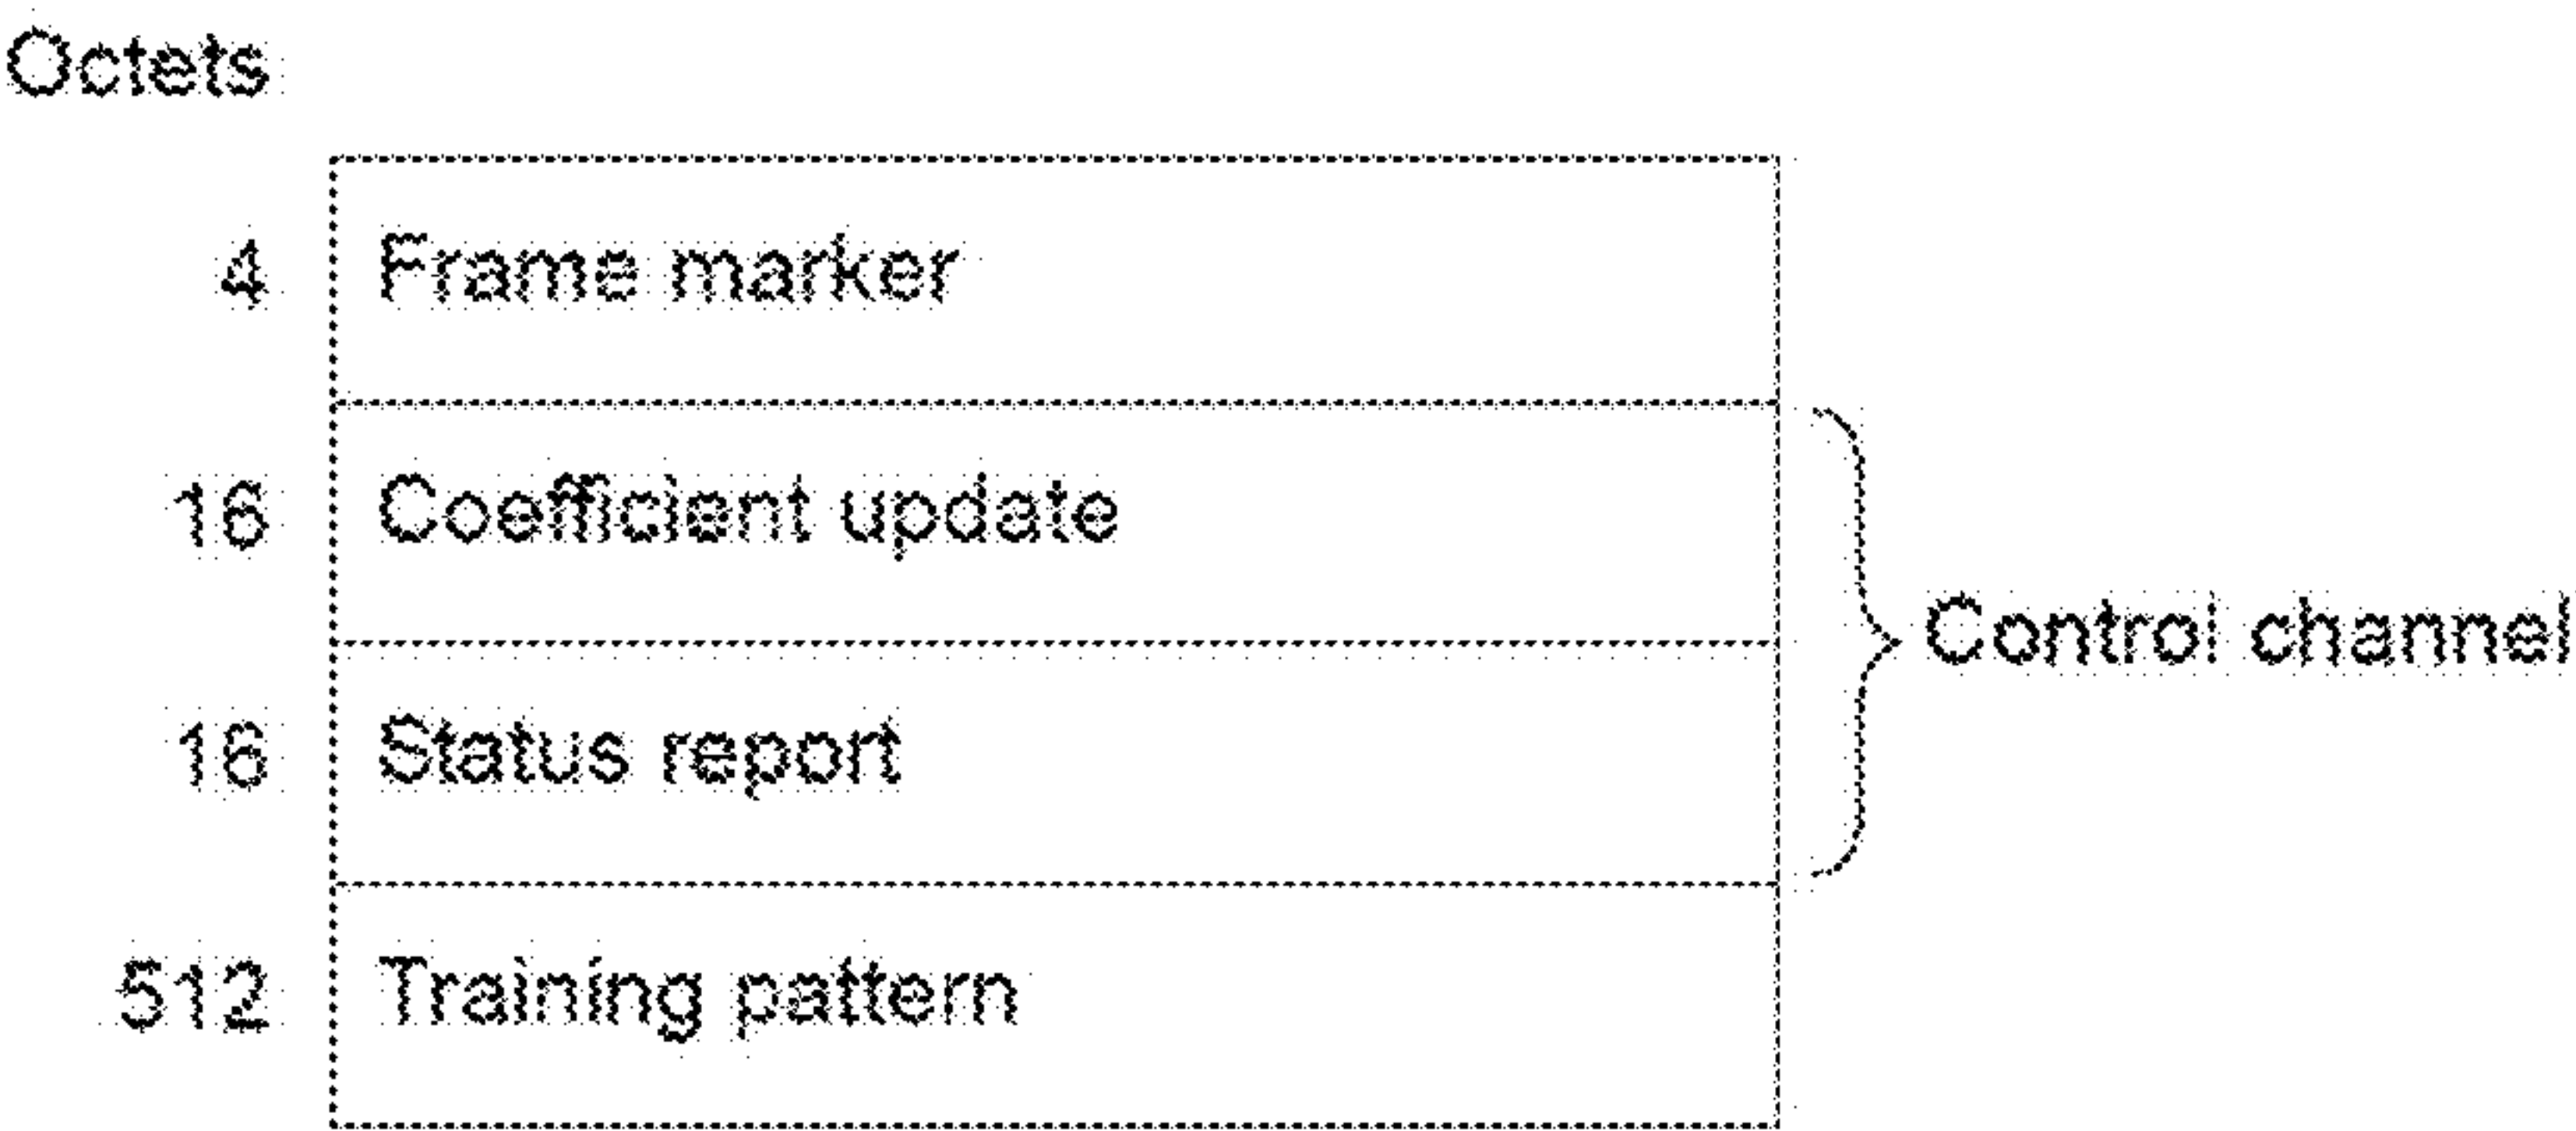 Octets
4 Frame marker
16 Coefficient update
Control channel
16 Status report
512 Training pattern